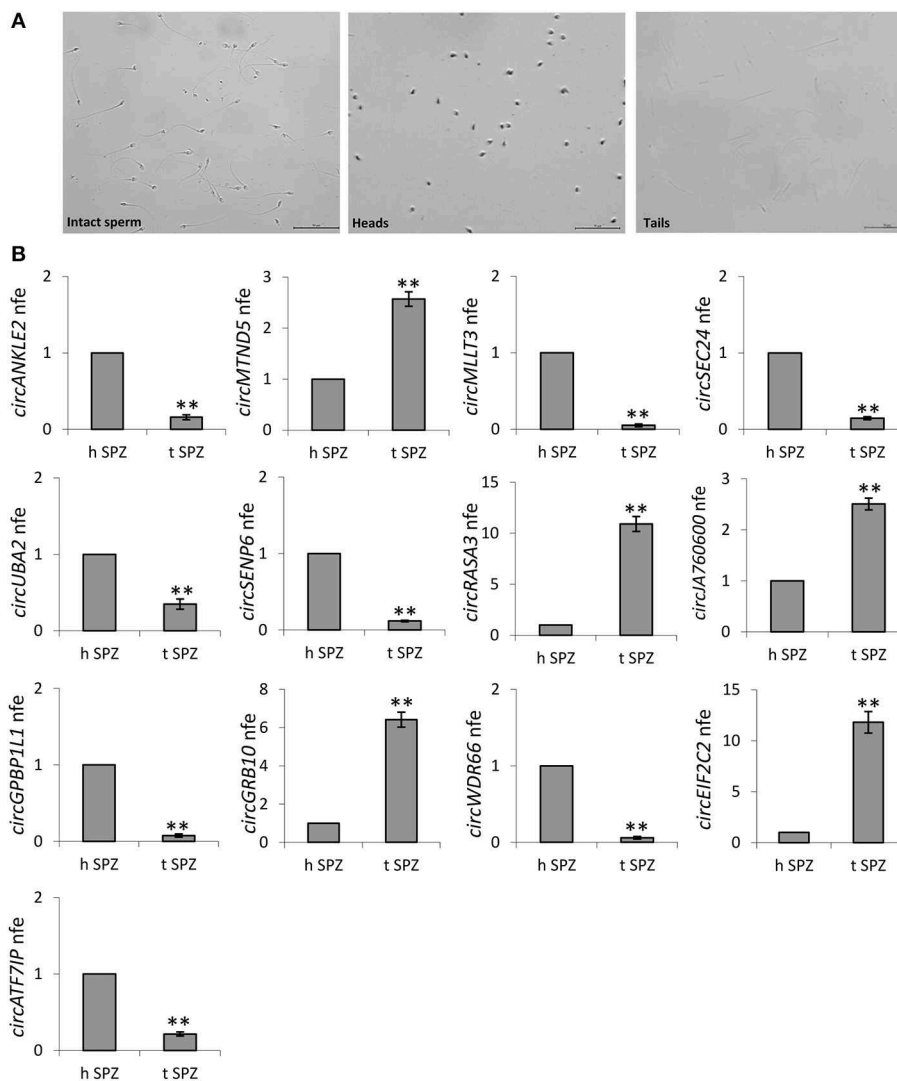 A
Intact sperm
Heads
Tails
B
circANKLE2 nfe
2
1
0
**
h SPZ t SPZ
circMTND5 nfe
3
2
1
0
**
h SPZ t SPZ
circMLLT3 nfe
2
1
0
**
h SPZ t SPZ
circSEC24 nfe
2
1
0
**
h SPZ t SPZ
circUBA2 nfe
2
1
0
**
h SPZ t SPZ
circSENP6 nfe
2
1
0
**
h SPZ t SPZ
circRASA3 nfe
15
10
5
0
**
h SPZ t SPZ
circJA760600 nfe
3
2
1
0
**
h SPZ t SPZ
circGPBP1L1 nfe
2
1
0
**
h SPZ t SPZ
circGRB10 nfe
8
6
4
2
0
**
h SPZ t SPZ
circWDR66 nfe
2
1
0
**
h SPZ t SPZ
circEIF2C2 nfe
15
12
10
8
5
3
0
**
h SPZ t SPZ
circATF7IP nfe
2
1
0
**
h SPZ t SPZ